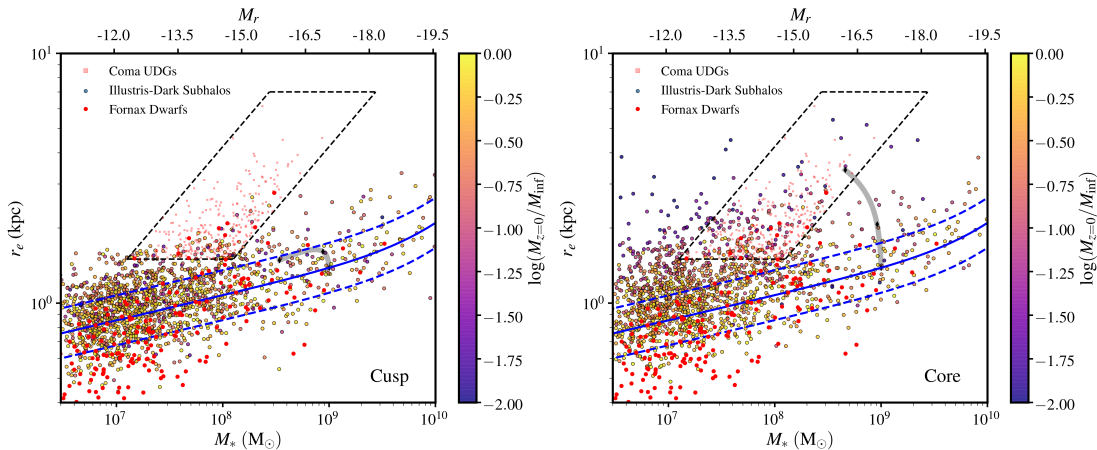 M_r
-12.0 -13.5 -15.0 -16.5 -18.0 -19.5
10^1
10^0
r_e (kpc)
Coma UDGs
Illustris-Dark Subhalos
Fornax Dwarfs
Cusp
10^7 10^8 10^9 10^10
M_* (M_⊙)
0.00
−0.25
−0.50
−0.75
−1.00
−1.25
−1.50
−1.75
−2.00
log(M_{z=0}/M_inf)
M_r
-12.0 -13.5 -15.0 -16.5 -18.0 -19.5
10^1
10^0
r_e (kpc)
Coma UDGs
Illustris-Dark Subhalos
Fornax Dwarfs
Core
10^7 10^8 10^9 10^10
M_* (M_⊙)
0.00
−0.25
−0.50
−0.75
−1.00
−1.25
−1.50
−1.75
−2.00
log(M_{z=0}/M_inf)